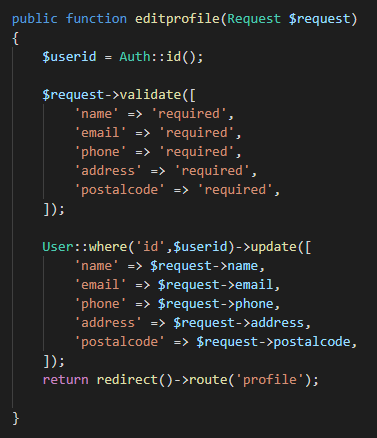 public function editprofile(Request $request)
{
    $userid = Auth::id();

    $request->validate([
        'name' => 'required',
        'email' => 'required',
        'phone' => 'required',
        'address' => 'required',
        'postalcode' => 'required',
    ]);

    User::where('id',$userid)->update([
        'name' => $request->name,
        'email' => $request->email,
        'phone' => $request->phone,
        'address' => $request->address,
        'postalcode' => $request->postalcode,
    ]);
    return redirect()->route('profile');

}